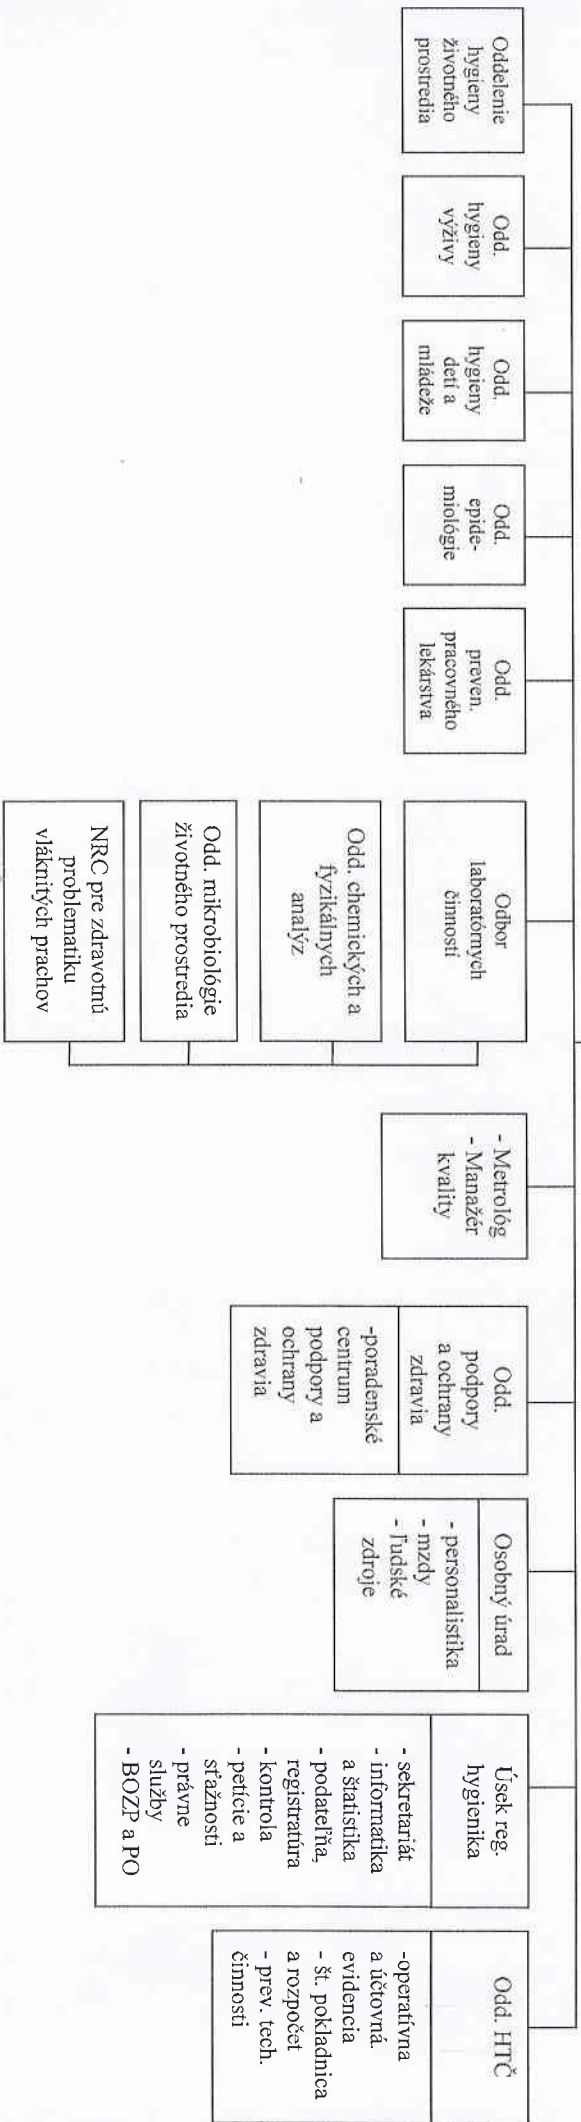 Oddelenie
hygieny
životného
prostredia
Odd.
hygieny
výživy
Odd.
hygieny
detí a
mládeže
Odd.
epide-
miológie
Odd.
preven.
pracovného
lekárstva
Odbor
laboratórnych
činností
Odd. chemických a
fyzikálnych
analýz
Odd. mikrobiológie
životného prostredia
NRC pre zdravotnú
problematiku
vláknitých prachov
- Metrológ
- Manažér
kvality
Odd.
podpory
a ochrany
zdravia
-poradenské
centrum
podpory a
ochrany
zdravia
Osobný úrad
- personalistika
- mzdy
- ľudské
zdroje
Úsek reg.
hygienika
- sekretariát
- informatika
a štatistika
- podateľňa,
registratúra
- kontrola
- petície a
sťažnosti
- právne
služby
- BOZP a PO
Odd. HTČ
-operatívna
a účtovná.
evidencia
- št. pokladnica
a rozpočet
- prev. tech.
činnosti